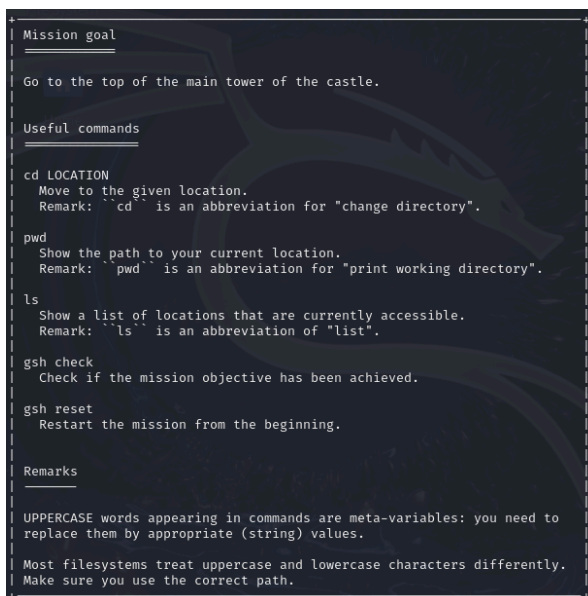 Mission goal
Go to the top of the main tower of the castle.
Useful commands
cd LOCATION
Move to the given location.
Remark: ``cd`` is an abbreviation for "change directory".
pwd
Show the path to your current location.
Remark: ``pwd`` is an abbreviation for "print working directory".
ls
Show a list of locations that are currently accessible.
Remark: ``ls`` is an abbreviation of "list".
gsh check
Check if the mission objective has been achieved.
gsh reset
Restart the mission from the beginning.
Remarks
UPPERCASE words appearing in commands are meta-variables: you need to
replace them by appropriate (string) values.
Most filesystems treat uppercase and lowercase characters differently.
Make sure you use the correct path.